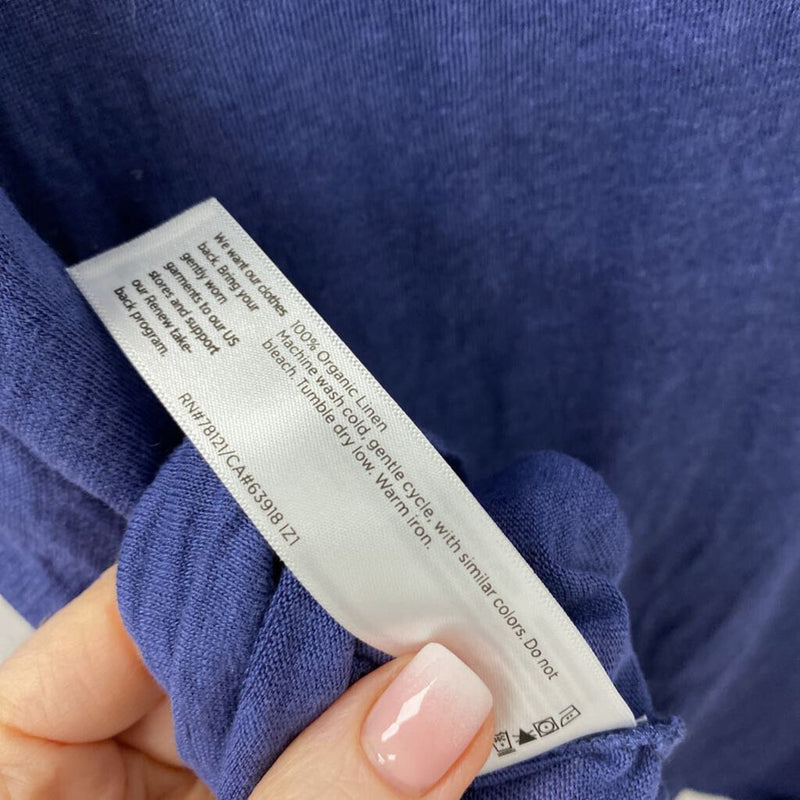 We want our clothes
back. Bring your
gently worn
garments to our US
stores and support
our Renew take-
back program.
100% Organic Linen
Machine wash cold, gentle cycle, with similar colors. Do not
bleach. Tumble dry low. Warm iron.
RN#78121/CA#63918 1Z1